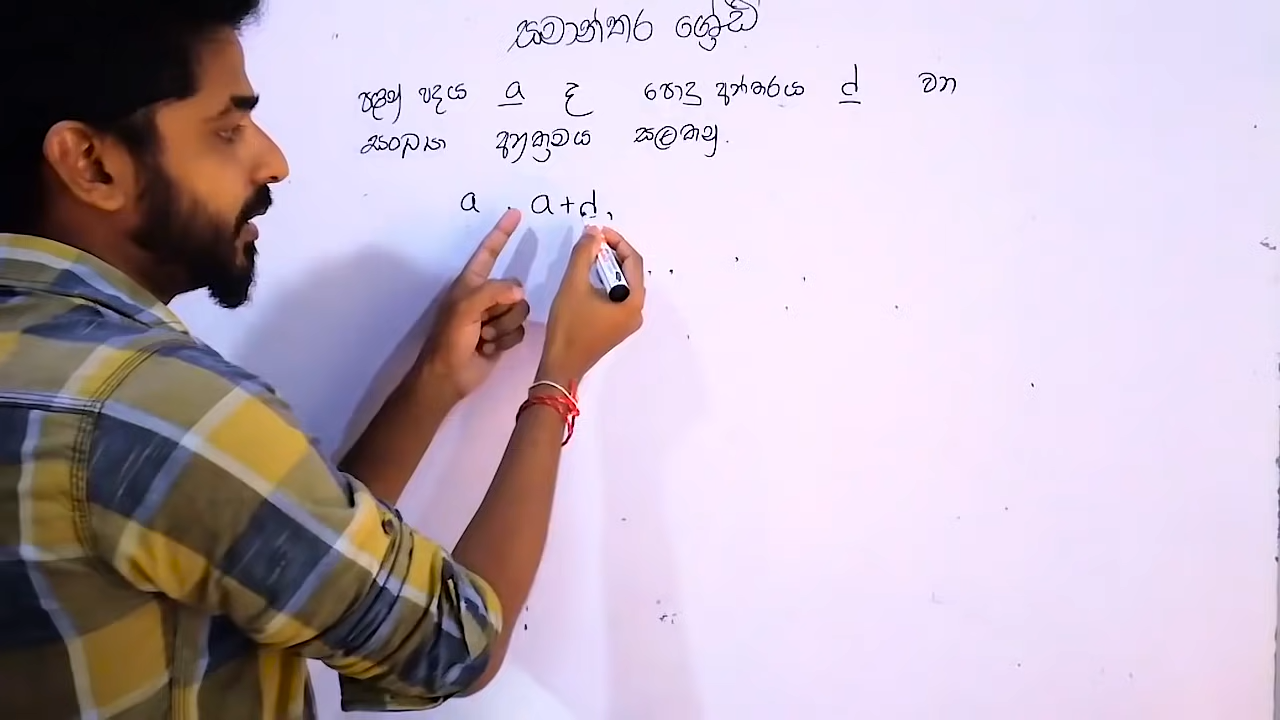 සමාන්තර ශ්‍රේඪි
පළමු පදය a ද පොදු අන්තරය d වන
සංඛ්‍යා අනුක්‍රමය සලකමු.
a , a+d,